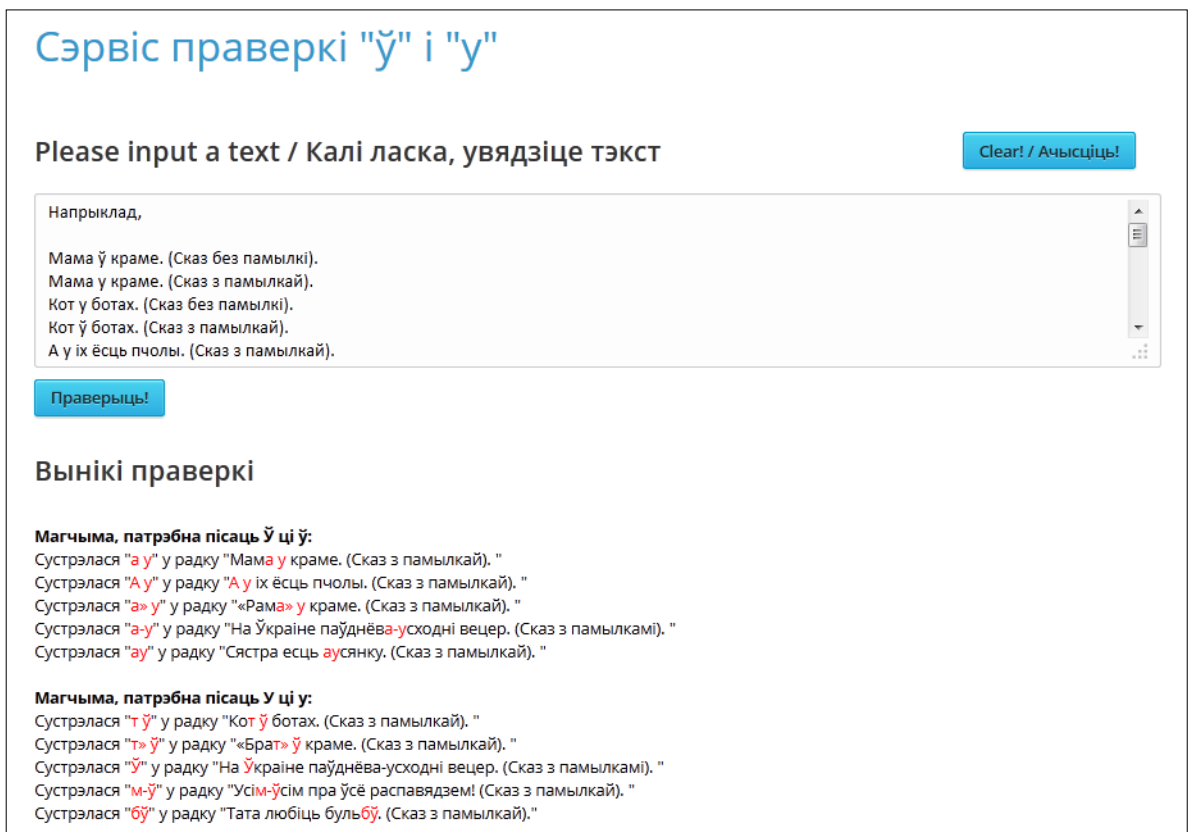 Сэрвіс праверкі "ў" і "у"
Please input a text / Калі ласка, увядзіце тэкст
Clear! / Ачысціць!
Напрыклад,
Мама ў краме. (Сказ без памылкі).
Мама у краме. (Сказ з памылкай).
Кот у ботах. (Сказ без памылкі).
Кот ў ботах. (Сказ з памылкай).
А у іх ёсць пчолы. (Сказ з памылкай).
Праверыць!
Вынікі праверкі
Магчыма, патрэбна пісаць Ў ці ў:
Сустрэлася "а у" у радку "Мама у краме. (Сказ з памылкай). "
Сустрэлася "А у" у радку "А у іх ёсць пчолы. (Сказ з памылкай). "
Сустрэлася "а» у" у радку "«Рама» у краме. (Сказ з памылкай). "
Сустрэлася "а-у" у радку "На Ўкраіне паўднёва-усходні вецер. (Сказ з памылкамі). "
Сустрэлася "ау" у радку "Сястра есць аусянку. (Сказ з памылкай). "
Магчыма, патрэбна пісаць У ці у:
Сустрэлася "т ў" у радку "Кот ў ботах. (Сказ з памылкай). "
Сустрэлася "т» ў" у радку "«Брат» ў краме. (Сказ з памылкай). "
Сустрэлася "Ў" у радку "На Ўкраіне паўднёва-усходні вецер. (Сказ з памылкамі). "
Сустрэлася "м-ў" у радку "Усім-ўсім пра ўсё распавядзем! (Сказ з памылкай). "
Сустрэлася "бў" у радку "Тата любіць бульбў. (Сказ з памылкай)."